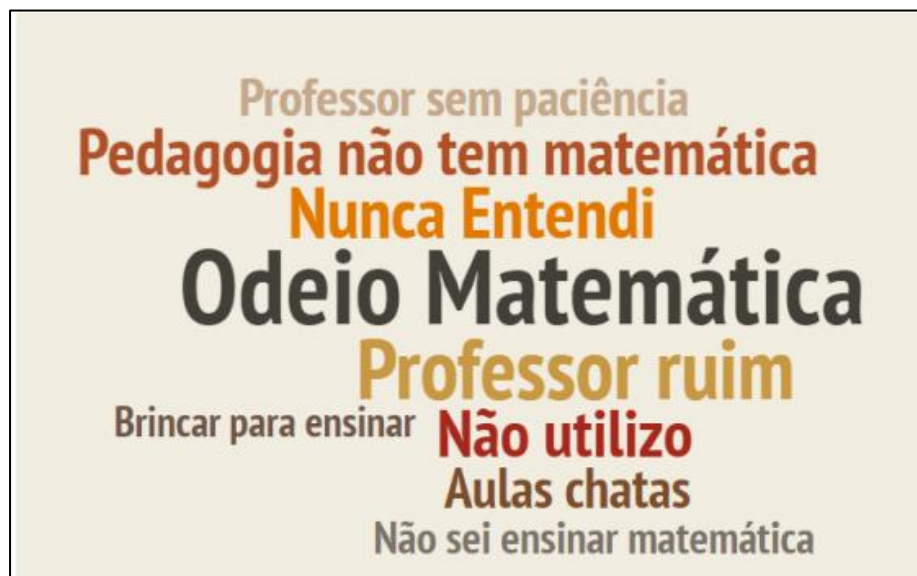 Professor sem paciência
Pedagogia não tem matemática
Nunca Entendi
Odeio Matemática
Professor ruim
Brincar para ensinar
Não utilizo
Aulas chatas
Não sei ensinar matemática